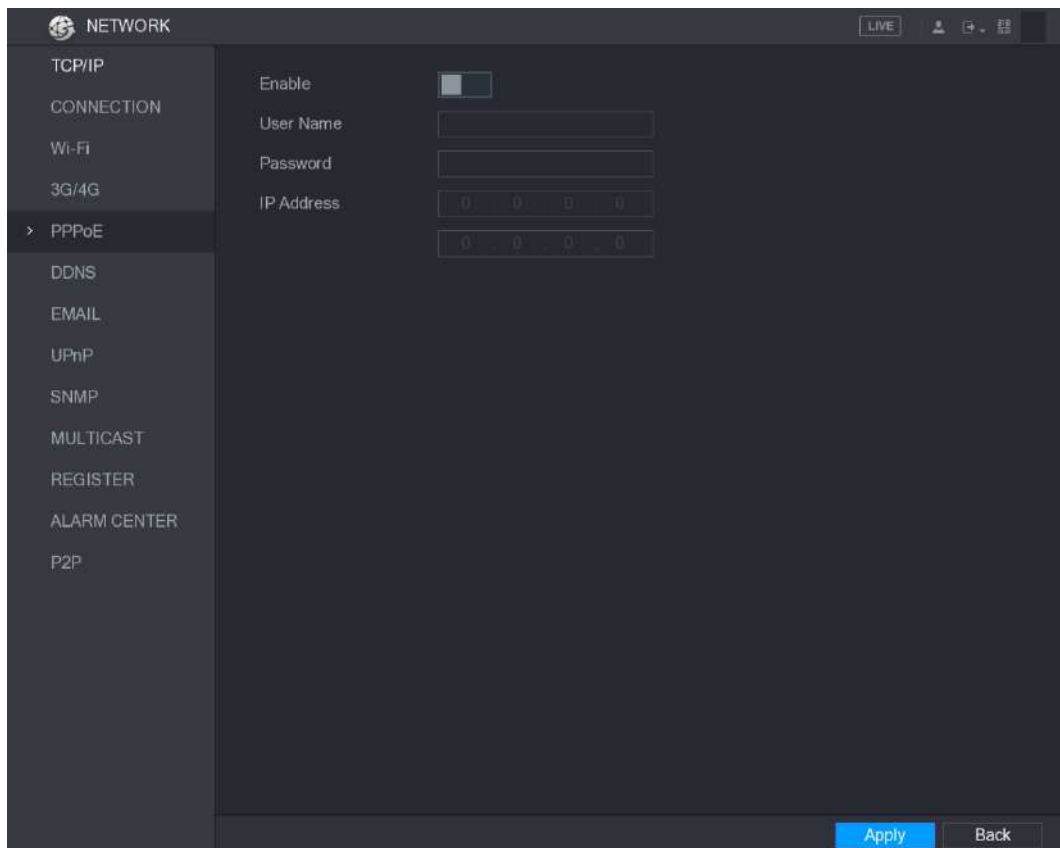 NETWORK
LIVE
TCP/IP
CONNECTION
Wi-Fi
3G/4G
PPPoE
DDNS
EMAIL
UPnP
SNMP
MULTICAST
REGISTER
ALARM CENTER
P2P
Enable
User Name
Password
IP Address
0 . 0 . 0 . 0
0 . 0 . 0 . 0
Apply
Back